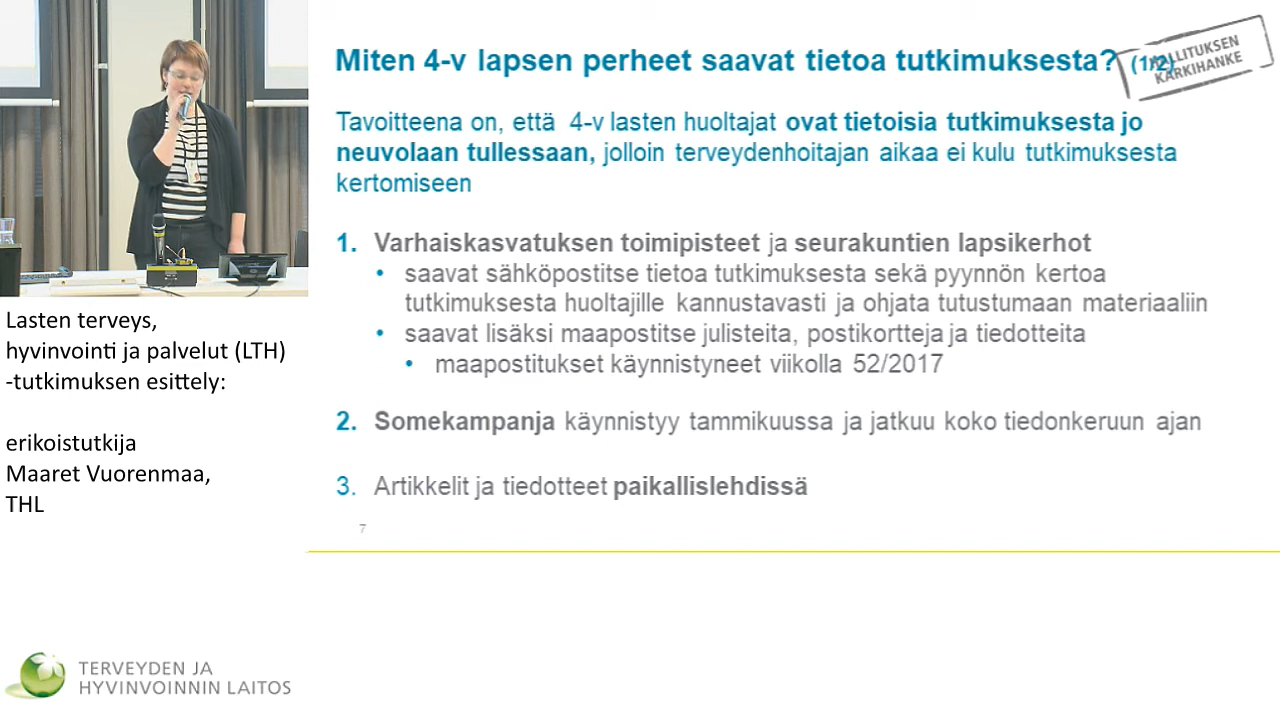 Miten 4-v lapsen perheet saavat tietoa tutkimuksesta? (1/2)
HALLITUKSEN
KÄRKIHANKE
Tavoitteena on, että 4-v lasten huoltajat ovat tietoisia tutkimuksesta jo
neuvolaan tullessaan, jolloin terveydenhoitajan aikaa ei kulu tutkimuksesta
kertomiseen
1. Varhaiskasvatuksen toimipisteet ja seurakuntien lapsikerhot
• saavat sähköpostitse tietoa tutkimuksesta sekä pyynnön kertoa
tutkimuksesta huoltajille kannustavasti ja ohjata tutustumaan materiaaliin
• saavat lisäksi maapostitse julisteita, postikortteja ja tiedotteita
• maapostitukset käynnistyneet viikolla 52/2017
2. Somekampanja käynnistyy tammikuussa ja jatkuu koko tiedonkeruun ajan
3. Artikkelit ja tiedotteet paikallislehdissä
7
Lasten terveys,
hyvinvointi ja palvelut (LTH)
-tutkimuksen esittely:
erikoistutkija
Maaret Vuorenmaa,
THL
TERVEYDEN JA
HYVINVOINNIN LAITOS